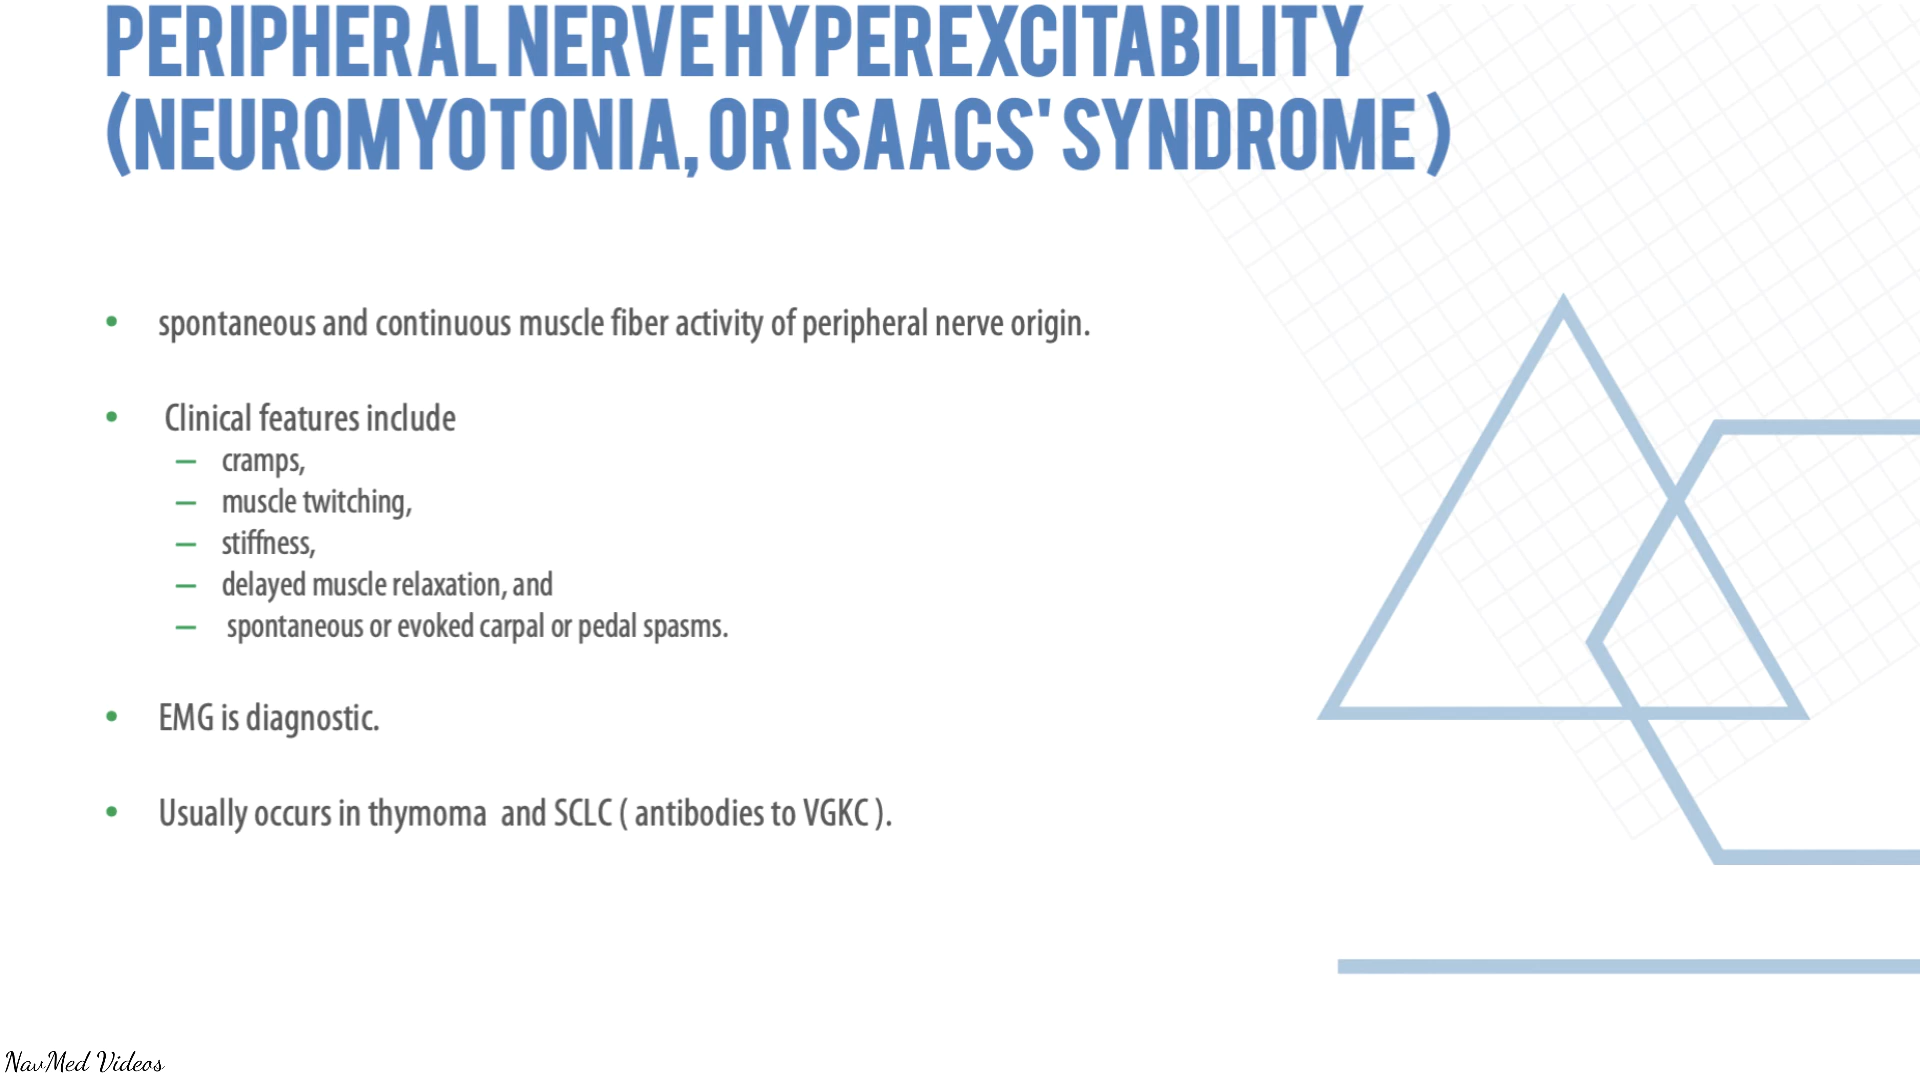 PERIPHERAL NERVE HYPEREXCITABILITY
(NEUROMYOTONIA, OR ISAACS' SYNDROME )
• spontaneous and continuous muscle fiber activity of peripheral nerve origin.
• Clinical features include
– cramps,
– muscle twitching,
– stiffness,
– delayed muscle relaxation, and
– spontaneous or evoked carpal or pedal spasms.
• EMG is diagnostic.
• Usually occurs in thymoma and SCLC ( antibodies to VGKC ).
NavMed Videos